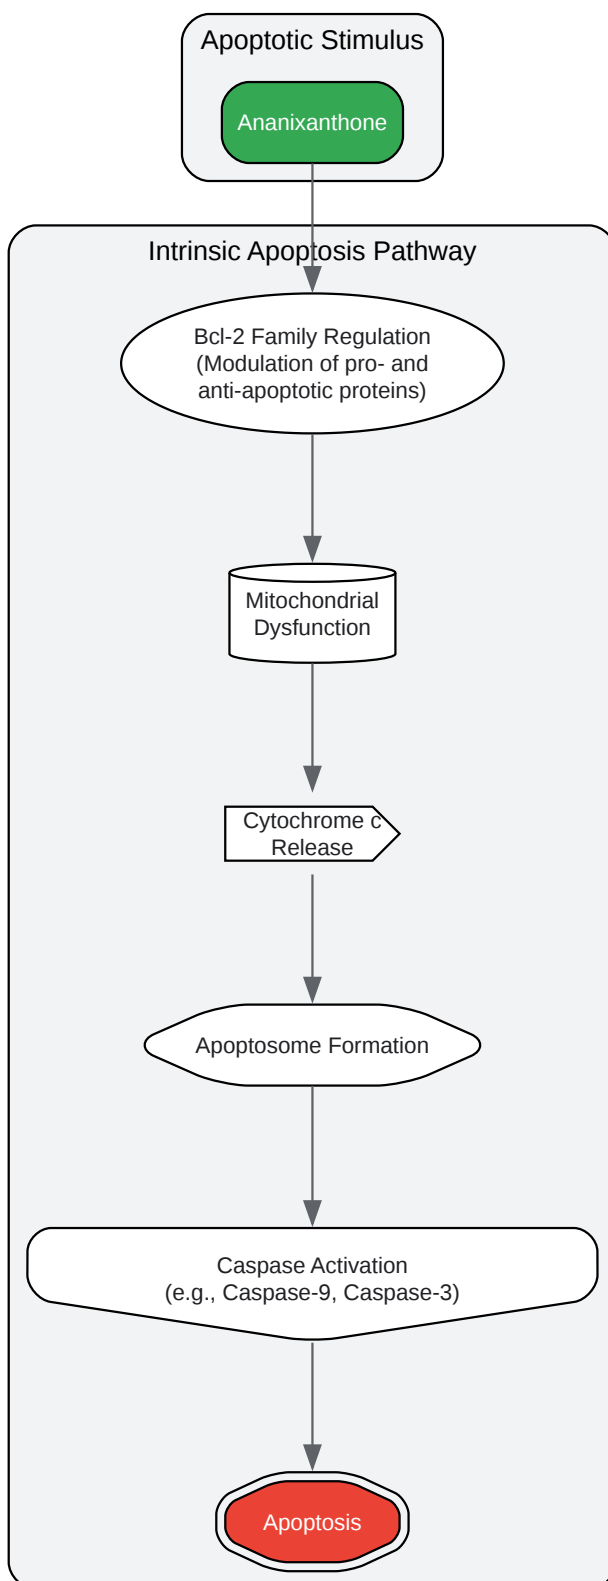 Apoptotic Stimulus
Ananixanthone
Intrinsic Apoptosis Pathway
Bcl-2 Family Regulation
(Modulation of pro- and
anti-apoptotic proteins)
Mitochondrial
Dysfunction
Cytochrome c
Release
Apoptosome Formation
Caspase Activation
(e.g., Caspase-9, Caspase-3)
Apoptosis